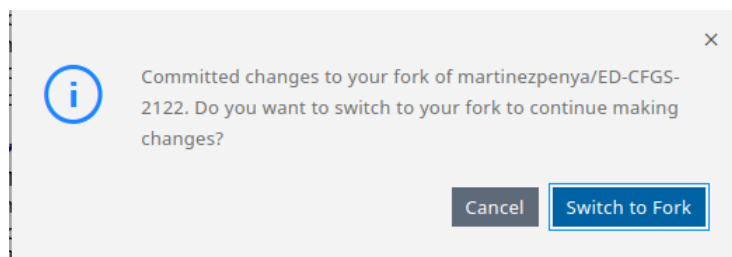 Committed changes to your fork of martinezpenya/ED-CFGS-
2122. Do you want to switch to your fork to continue making
changes?
Cancel
Switch to Fork